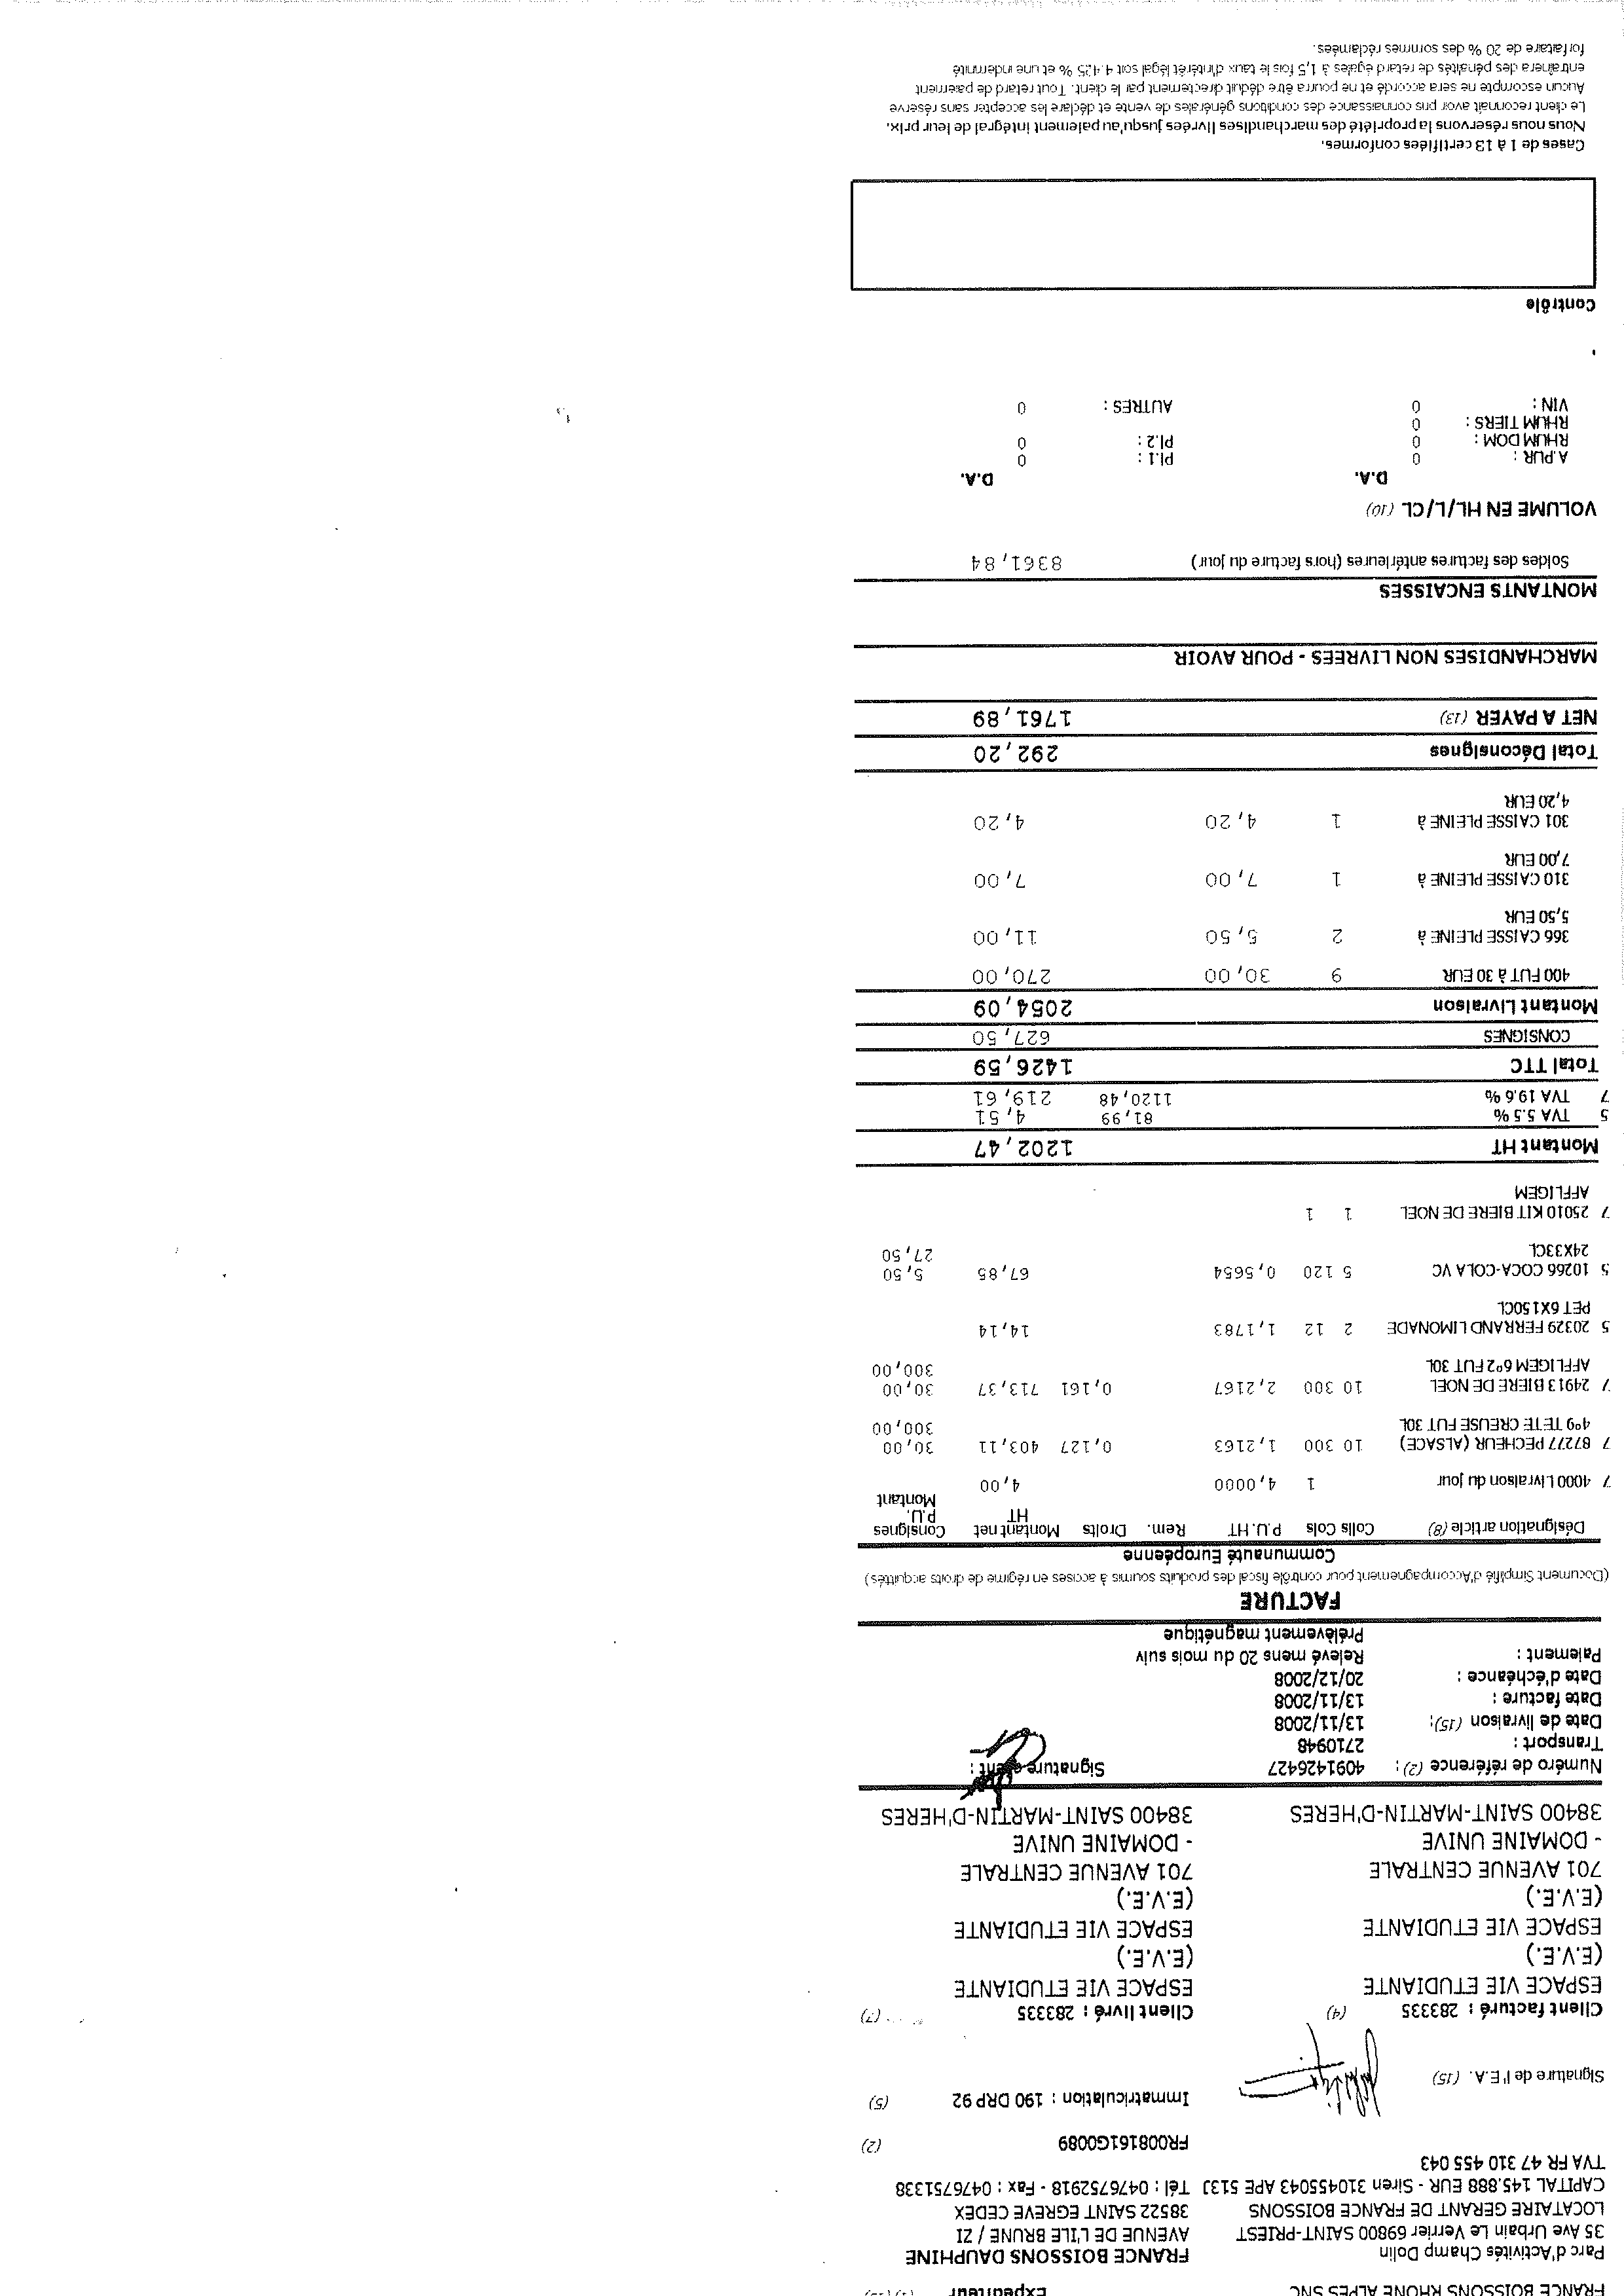 FRANCE BOISSONS RHONE ALPES SNC Expéditeur
Parc d'Activités Champ Dolin FRANCE BOISSONS DAUPHINE
35 Ave Urbain Le Verrier 69800 SAINT-PRIEST AVENUE DE L'ILE BRUNE / ZI
LOCATAIRE GERANT DE FRANCE BOISSONS 38522 SAINT EGREVE CEDEX
CAPITAL 145.888 EUR - Siren 310455043 APE 513J Tél : 0476752918 - Fax : 0476751338
TVA FR 47 310 455 043
FR008161G0089 (2)
Immatriculation : 190 DRP 92 (5)
Signature de l'E.A. (15)
Client facturé : 283335 (4) Client livré : 283335 (7)
ESPACE VIE ETUDIANTE ESPACE VIE ETUDIANTE
(E.V.E.) (E.V.E.)
ESPACE VIE ETUDIANTE ESPACE VIE ETUDIANTE
(E.V.E.) (E.V.E.)
701 AVENUE CENTRALE 701 AVENUE CENTRALE
- DOMAINE UNIVE - DOMAINE UNIVE
38400 SAINT-MARTIN-D'HERES 38400 SAINT-MARTIN-D'HERES
Numéro de référence (2) : 4091426427 Signature client :
Transport : 2710948
Date de livraison (15): 13/11/2008
Date facture : 13/11/2008
Date d'échéance : 20/12/2008
Paiement : Relevé mens 20 du mois suiv
Prélèvement magnétique
FACTURE
(Document Simplifié d'Accompagnement pour contrôle fiscal des produits soumis à accises en régime de droits acquittés)
Communauté Européenne
Désignation article (8) Colis Cols P.U. HT Rem. Droits Montant net Consignes
HT P.U.
Montant
7 4000 Livraison du jour 1 4,0000 4,00
7 87277 PECHEUR (ALSACE) 10 300 1,2163 0,127 403,11 30,00
4°9 TETE CREUSE FUT 30L 300,00
7 24913 BIERE DE NOEL 10 300 2,2167 0,161 713,37 30,00
AFFLIGEM 6°2 FUT 30L 300,00
5 20329 FERRAND LIMONADE 2 12 1,1783 14,14
PET 6X150CL
5 10266 COCA-COLA VC 5 120 0,5654 67,85 5,50
24X33CL 27,50
7 25010 KIT BIERE DE NOEL 1 1
AFFLIGEM
Montant HT 1202,47
5 TVA 5.5 % 81,99 4,51
7 TVA 19.6 % 1120,48 219,61
Total TTC 1426,59
CONSIGNES 627,50
Montant Livraison 2054,09
400 FUT à 30 EUR 9 30,00 270,00
366 CAISSE PLEINE à 2 5,50 11,00
5,50 EUR
310 CAISSE PLEINE à 1 7,00 7,00
7,00 EUR
301 CAISSE PLEINE à 1 4,20 4,20
4,20 EUR
Total Déconsignes 292,20
NET A PAYER (13) 1761,89
MARCHANDISES NON LIVREES - POUR AVOIR
MONTANTS ENCAISSES
Soldes des factures antérieures (hors facture du jour) 8361,84
VOLUME EN HL/L/CL (10)
D.A. D.A.
A.PUR : 0 Pl.1 : 0
RHUM DOM : 0 Pl.2 : 0
RHUM TIERS : 0
VIN : 0 AUTRES : 0
Contrôle
Cases de 1 à 13 certifiées conformes.
Nous nous réservons la propriété des marchandises livrées jusqu'au paiement intégral de leur prix.
Le client reconnaît avoir pris connaissance des conditions générales de vente et déclare les accepter sans réserve
Aucun escompte ne sera accordé et ne pourra être déduit directement par le client. Tout retard de paiement
entraînera des pénalités de retard égales à 1,5 fois le taux d'intérêt légal soit 4.425 % et une indemnité
forfaitaire de 20 % des sommes réclamées.